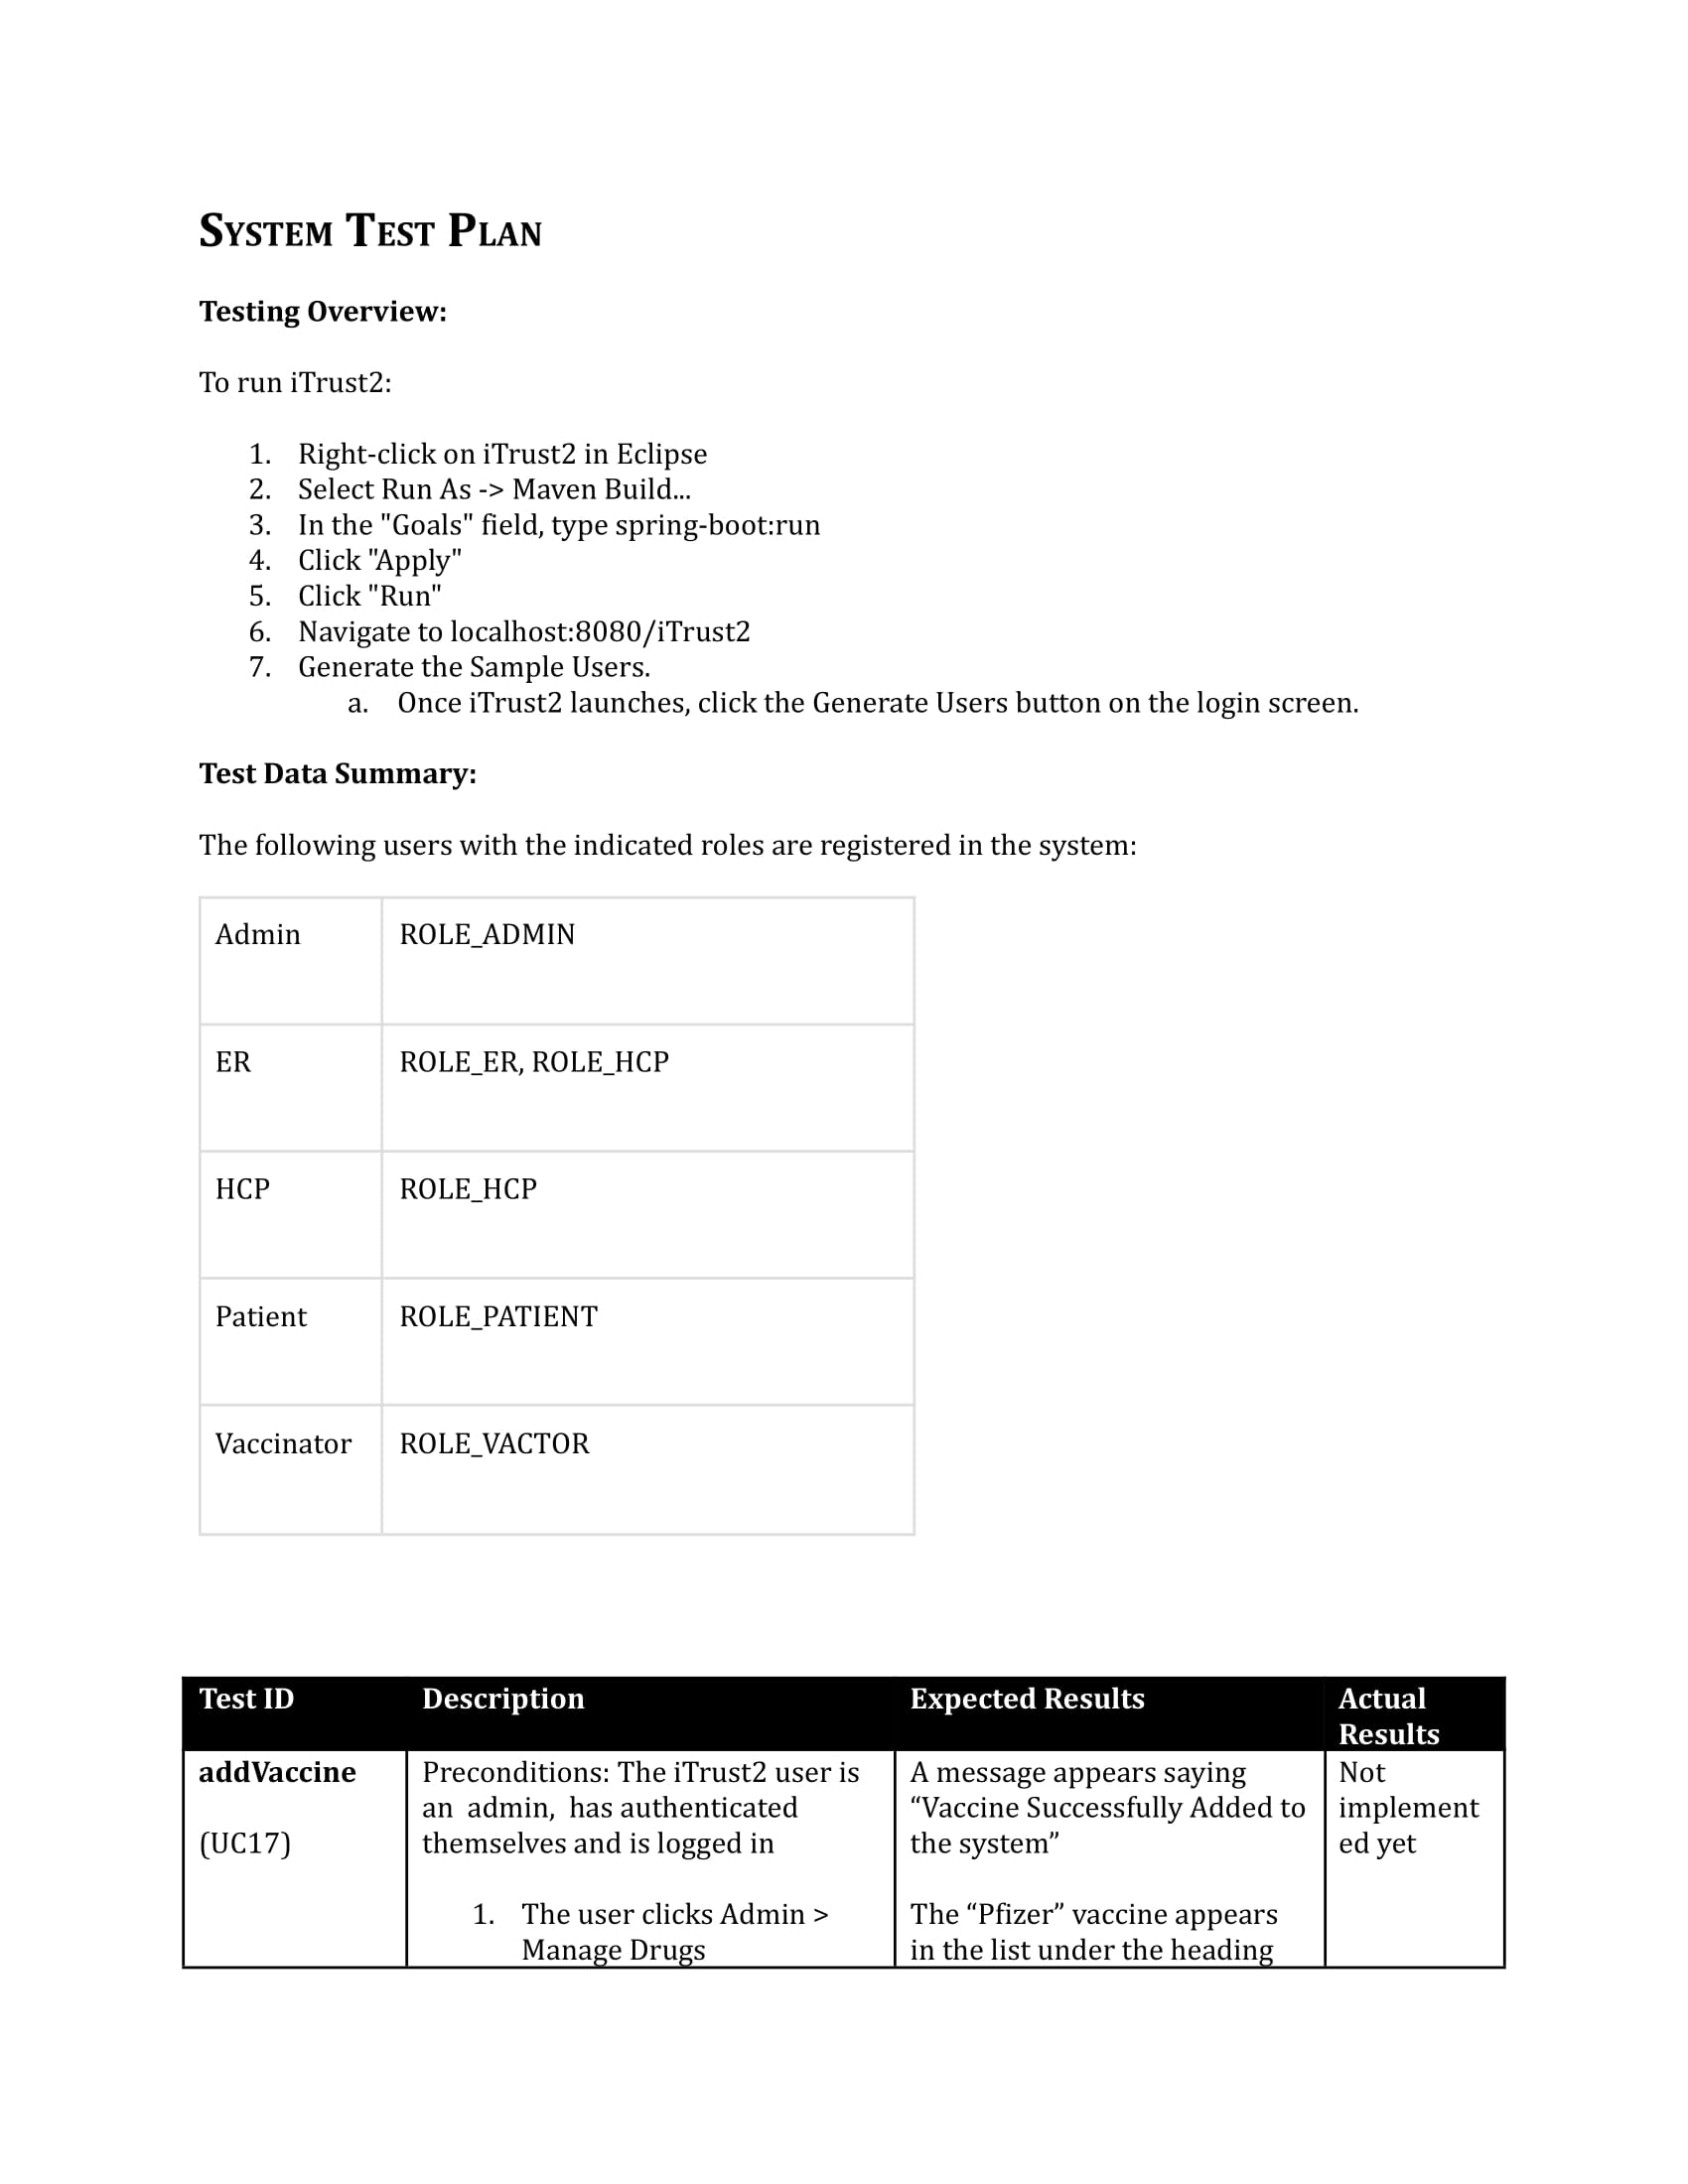 SYSTEM TEST PLAN
Testing Overview:
To run iTrust2:
1. Right-click on iTrust2 in Eclipse
2. Select Run As -> Maven Build...
3. In the "Goals" field, type spring-boot:run
4. Click "Apply"
5. Click "Run"
6. Navigate to localhost:8080/iTrust2
7. Generate the Sample Users.
a. Once iTrust2 launches, click the Generate Users button on the login screen.
Test Data Summary:
The following users with the indicated roles are registered in the system:
Admin ROLE_ADMIN
ER ROLE_ER, ROLE_HCP
HCP ROLE_HCP
Patient ROLE_PATIENT
Vaccinator ROLE_VACTOR
Test ID
Description
Expected Results
Actual
Results
addVaccine
(UC17)
Preconditions: The iTrust2 user is
an admin, has authenticated
themselves and is logged in
1. The user clicks Admin >
Manage Drugs
A message appears saying
“Vaccine Successfully Added to
the system”
The “Pfizer” vaccine appears
in the list under the heading
Not
implement
ed yet